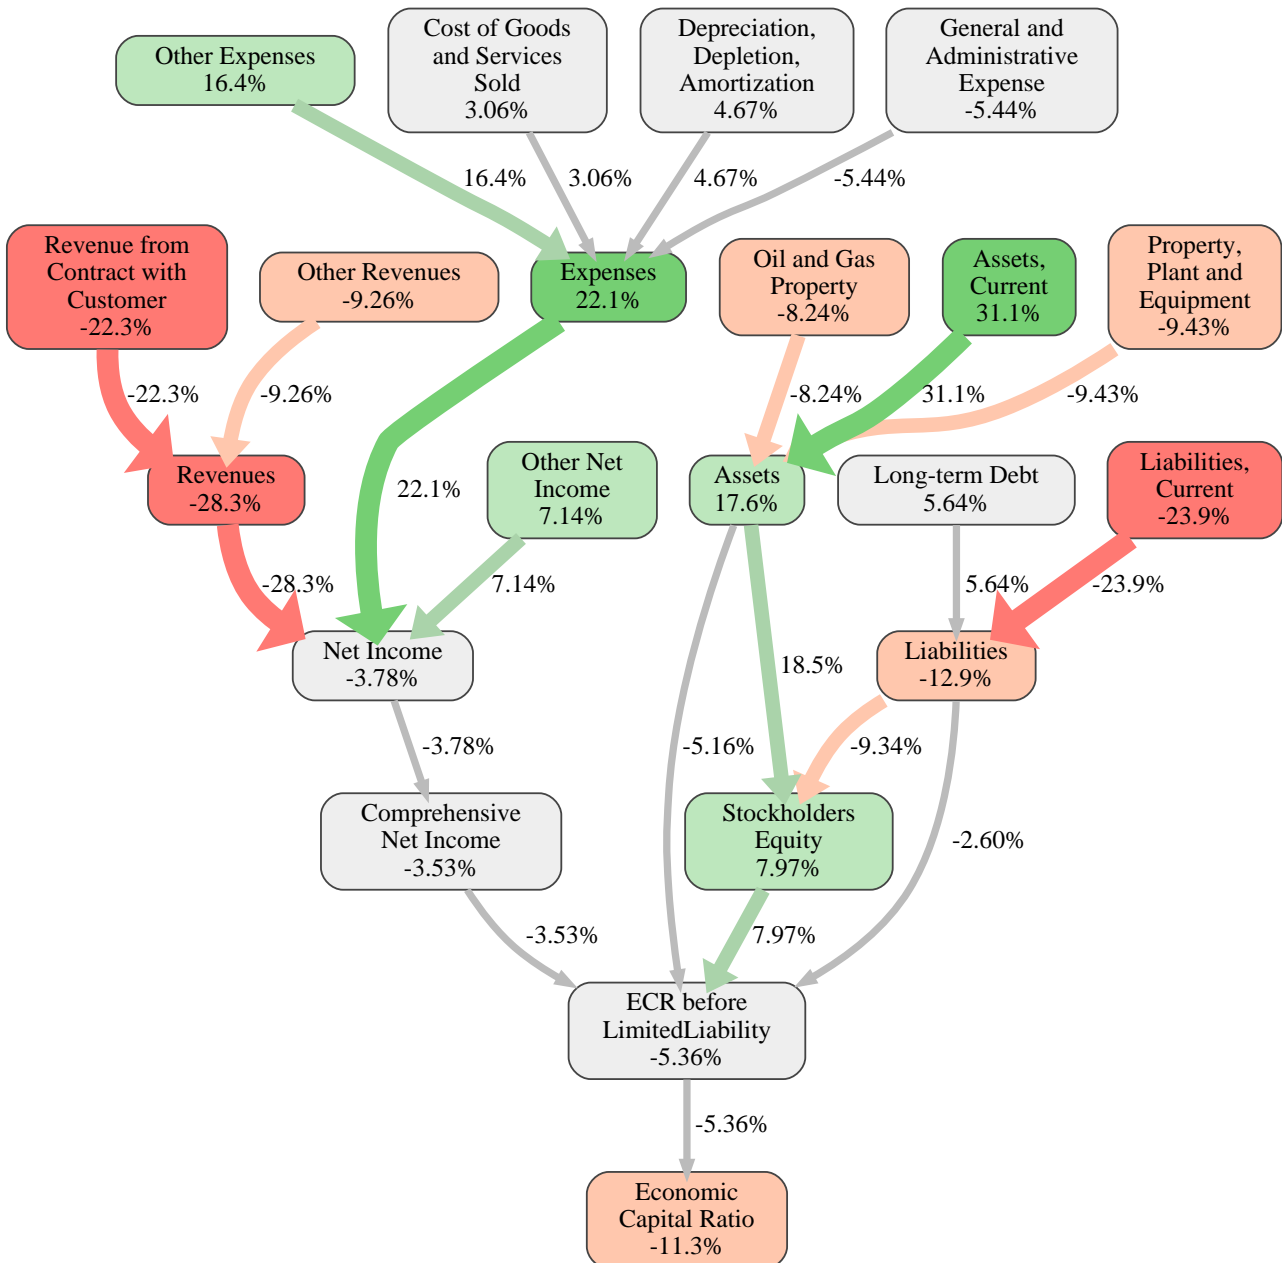 Other Expenses
16.4%
Cost of Goods
and Services
Sold
3.06%
Depreciation,
Depletion,
Amortization
4.67%
General and
Administrative
Expense
-5.44%
16.4%
3.06%
4.67%
-5.44%
Revenue from
Contract with
Customer
-22.3%
Other Revenues
-9.26%
Expenses
22.1%
Oil and Gas
Property
-8.24%
Assets,
Current
31.1%
Property,
Plant and
Equipment
-9.43%
-22.3%
-9.26%
-8.24%
31.1%
-9.43%
Revenues
-28.3%
22.1%
Other Net
Income
7.14%
Assets
17.6%
Long-term Debt
5.64%
Liabilities,
Current
-23.9%
-28.3%
7.14%
5.64%
-23.9%
Net Income
-3.78%
18.5%
Liabilities
-12.9%
-3.78%
-5.16%
-9.34%
Comprehensive
Net Income
-3.53%
Stockholders
Equity
7.97%
-2.60%
-3.53%
7.97%
ECR before
LimitedLiability
-5.36%
-5.36%
Economic
Capital Ratio
-11.3%